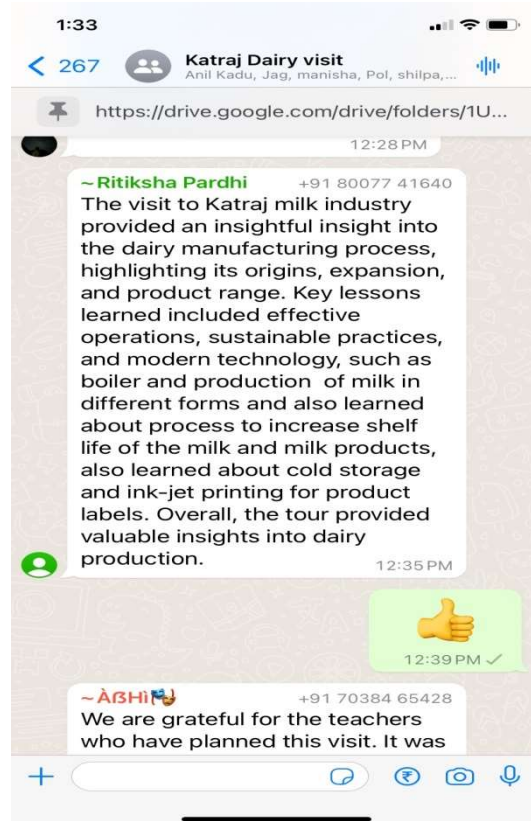 1:33
267
Katraj Dairy visit
Anil Kadu, Jag, manisha, Pol, shilpa,...
https://drive.google.com/drive/folders/1U...
12:28 PM
~Ritiksha Pardhi +91 80077 41640
The visit to Katraj milk industry
provided an insightful insight into
the dairy manufacturing process,
highlighting its origins, expansion,
and product range. Key lessons
learned included effective
operations, sustainable practices,
and modern technology, such as
boiler and production of milk in
different forms and also learned
about process to increase shelf
life of the milk and milk products,
also learned about cold storage
and ink-jet printing for product
labels. Overall, the tour provided
valuable insights into dairy
production.
12:35 PM
👍
12:39 PM ✓
~ÀẞHì🎭 +91 70384 65428
We are grateful for the teachers
who have planned this visit. It was
₹